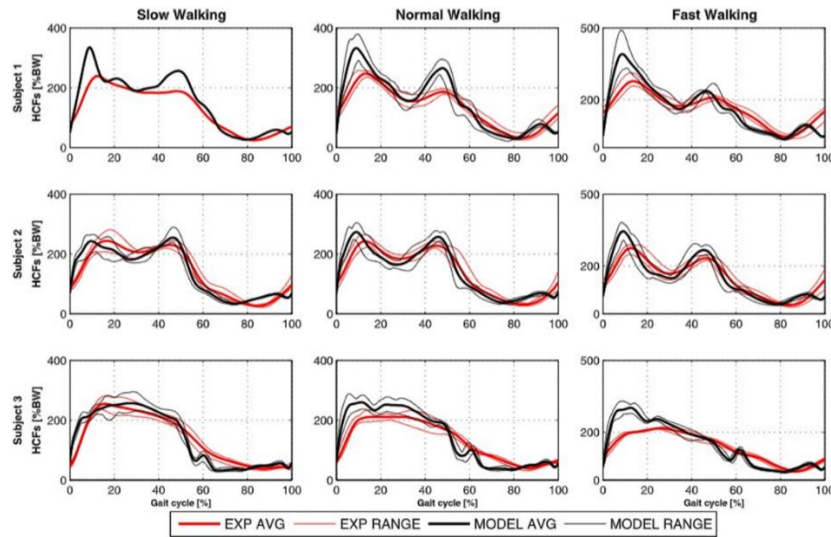 Slow Walking
Normal Walking
Fast Walking
Subject 1
HCFs [%BW]
400
200
0
0 20 40 60 80 100
400
200
0
0 20 40 60 80 100
500
200
0
0 20 40 60 80 100
Subject 2
HCFs [%BW]
400
200
0
0 20 40 60 80 100
400
200
0
0 20 40 60 80 100
500
200
0
0 20 40 60 80 100
Subject 3
HCFs [%BW]
400
200
0
0 20 40 60 80 100
Gait cycle [%]
400
200
0
0 20 40 60 80 100
Gait cycle [%]
500
200
0
0 20 40 60 80 100
Gait cycle [%]
EXP AVG EXP RANGE MODEL AVG MODEL RANGE